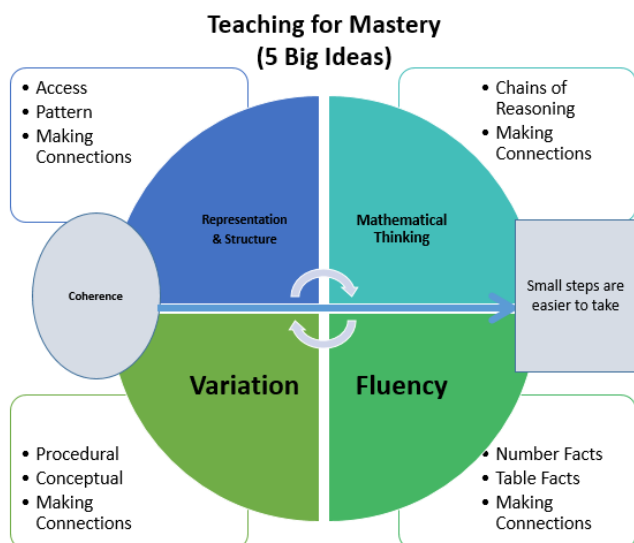 Teaching for Mastery
(5 Big Ideas)
• Access
• Pattern
• Making
Connections
• Chains of
Reasoning
• Making
Connections
Representation
& Structure
Mathematical
Thinking
Coherence
Small steps are
easier to take
Variation
Fluency
• Procedural
• Conceptual
• Making
Connections
• Number Facts
• Table Facts
• Making
Connections